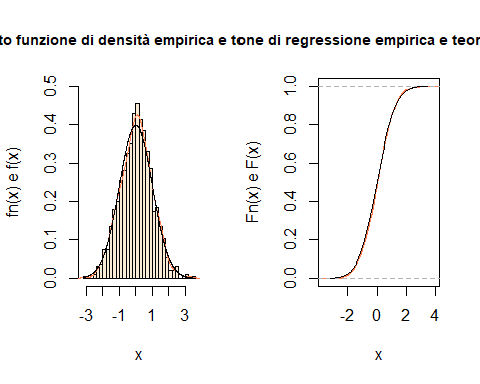 to funzione di densità empirica e tone di regressione empirica e teor
fn(x) e f(x)
0.0 0.1 0.2 0.3 0.4 0.5
-3 -1 1 3
x
Fn(x) e F(x)
0.0 0.2 0.4 0.6 0.8 1.0
-2 0 2 4
x